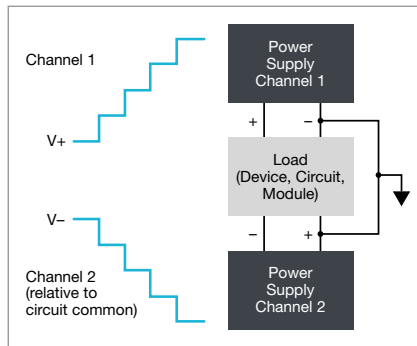 Channel 1
V+
V–
Channel 2
(relative to
circuit common)
Power
Supply
Channel 1
+ –
Load
(Device, Circuit,
Module)
– +
Power
Supply
Channel 2